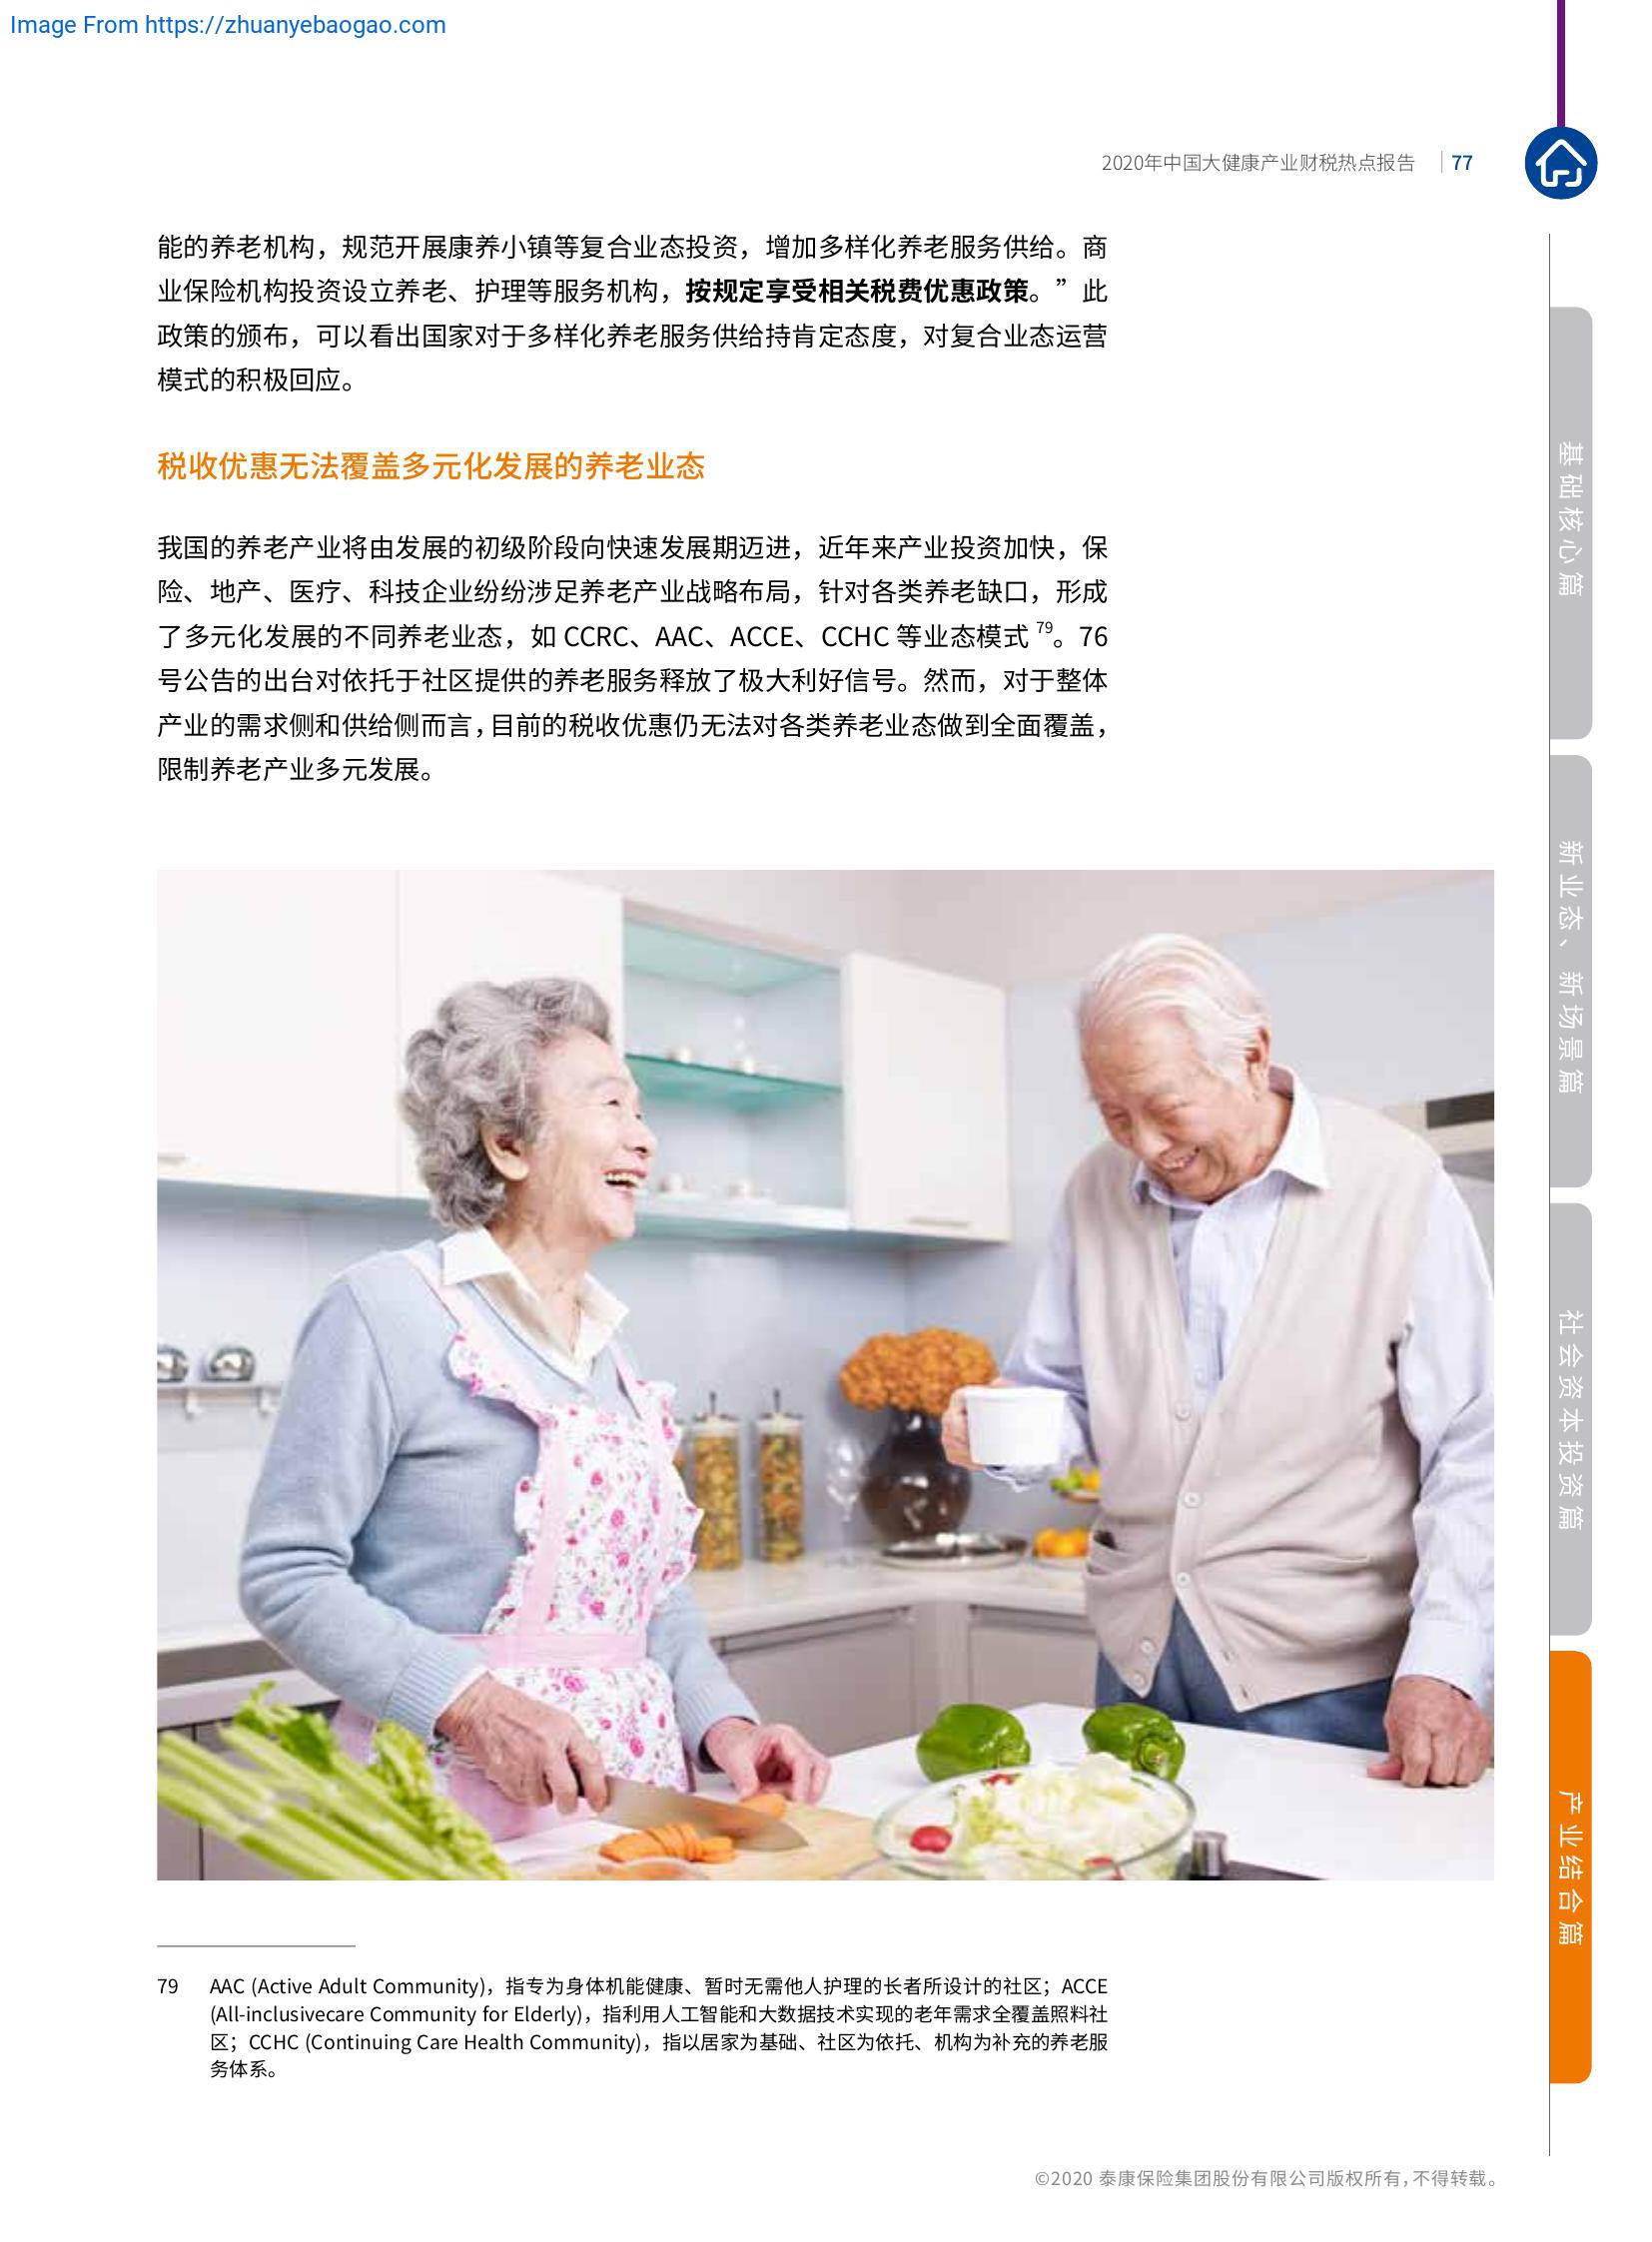 Image From https://zhuanyebaogao.com
2020年中国大健康产业财税热点报告 77
能的养老机构，规范开展康养小镇等复合业态投资，增加多样化养老服务供给。商
业保险机构投资设立养老、护理等服务机构，按规定享受相关税费优惠政策。”此
政策的颁布，可以看出国家对于多样化养老服务供给持肯定态度，对复合业态运营
模式的积极回应。
税收优惠无法覆盖多元化发展的养老业态
我国的养老产业将由发展的初级阶段向快速发展期迈进，近年来产业投资加快，保
险、地产、医疗、科技企业纷纷涉足养老产业战略布局，针对各类养老缺口，形成
了多元化发展的不同养老业态，如 CCRC、AAC、ACCE、CCHC 等业态模式 79。76
号公告的出台对依托于社区提供的养老服务释放了极大利好信号。然而，对于整体
产业的需求侧和供给侧而言，目前的税收优惠仍无法对各类养老业态做到全面覆盖，
限制养老产业多元发展。
79 AAC (Active Adult Community)，指专为身体机能健康、暂时无需他人护理的长者所设计的社区；ACCE
(All-inclusivecare Community for Elderly)，指利用人工智能和大数据技术实现的老年需求全覆盖照料社
区；CCHC (Continuing Care Health Community)，指以居家为基础、社区为依托、机构为补充的养老服
务体系。
©2020 泰康保险集团股份有限公司版权所有，不得转载。
基础核心篇
新业态、新场景篇
社会资本投资篇
产业结合篇